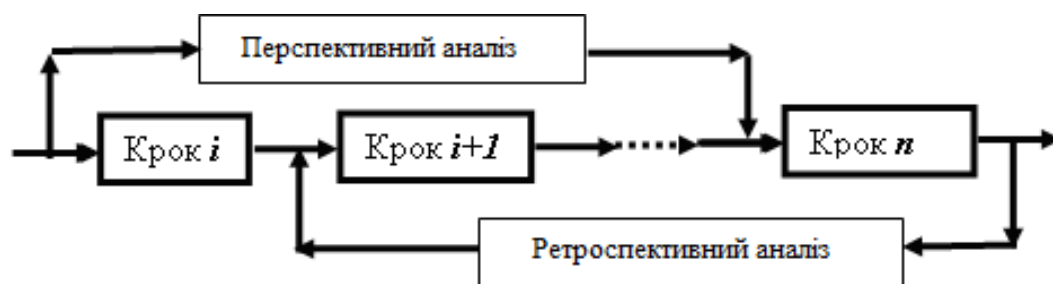 Перспективний аналіз
Крок i
Крок i+1
Крок n
Ретроспективний аналіз